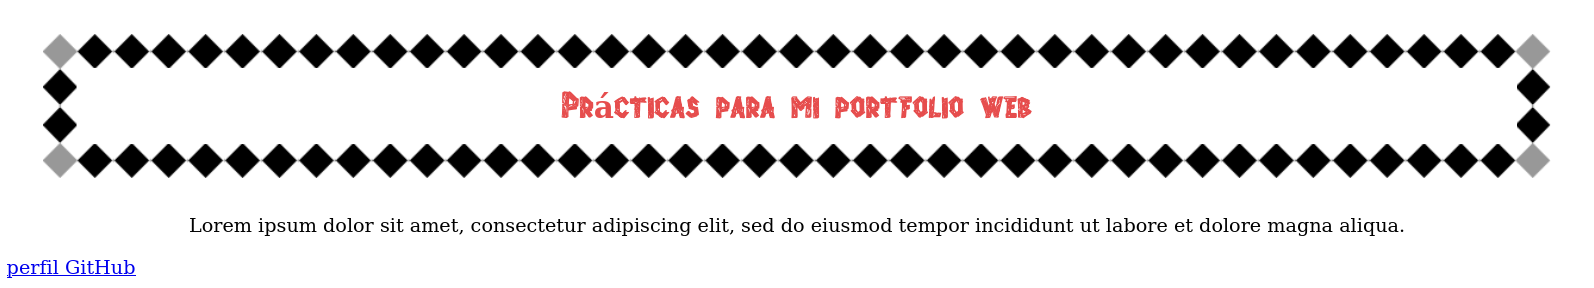 Prácticas para mi portfolio web
Lorem ipsum dolor sit amet, consectetur adipiscing elit, sed do eiusmod tempor incididunt ut labore et dolore magna aliqua.
perfil GitHub